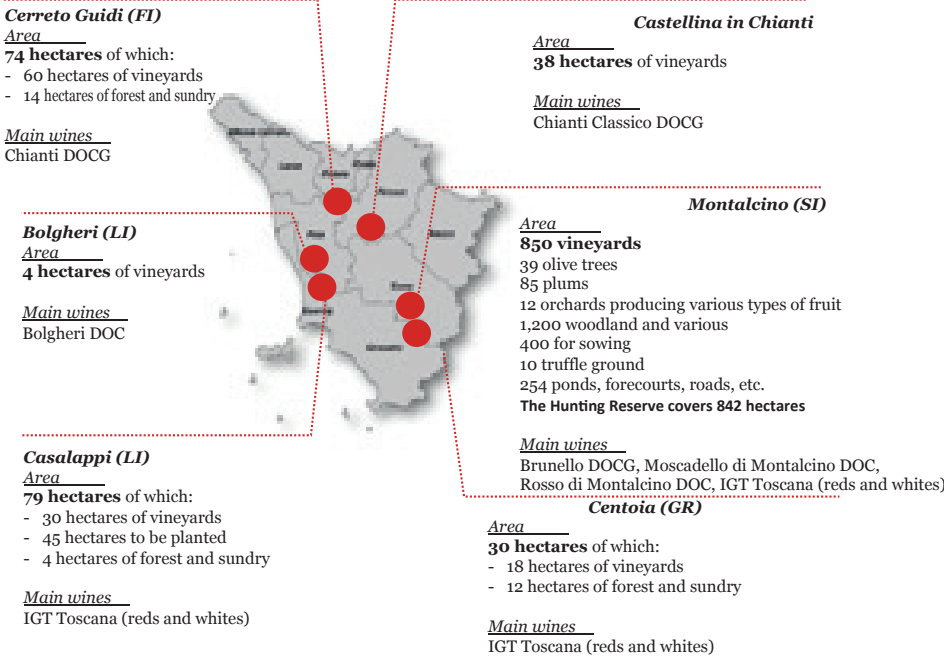 Cerreto Guidi (FI)
Area
74 hectares of which:
- 60 hectares of vineyards
- 14 hectares of forest and sundry
Main wines
Chianti DOCG
Castellina in Chianti
Area
38 hectares of vineyards
Main wines
Chianti Classico DOCG
Bolgheri (LI)
Area
4 hectares of vineyards
Main wines
Bolgheri DOC
Montalcino (SI)
Area
850 vineyards
39 olive trees
85 plums
12 orchards producing various types of fruit
1,200 woodland and various
400 for sowing
10 truffle ground
254 ponds, forecourts, roads, etc.
The Hunting Reserve covers 842 hectares
Main wines
Brunello DOCG, Moscadello di Montalcino DOC,
Rosso di Montalcino DOC, IGT Toscana (reds and whites)
Casalappi (LI)
Area
79 hectares of which:
- 30 hectares of vineyards
- 45 hectares to be planted
- 4 hectares of forest and sundry
Main wines
IGT Toscana (reds and whites)
Centoia (GR)
Area
30 hectares of which:
- 18 hectares of vineyards
- 12 hectares of forest and sundry
Main wines
IGT Toscana (reds and whites)